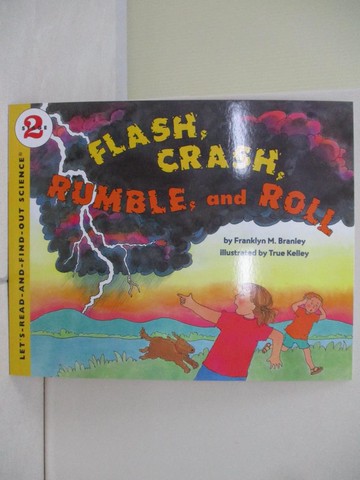 2
FLASH,
CRASH,
RUMBLE, and ROLL
by Franklyn M. Branley
illustrated by True Kelley
LET'S-READ-AND-FIND-OUT SCIENCE®